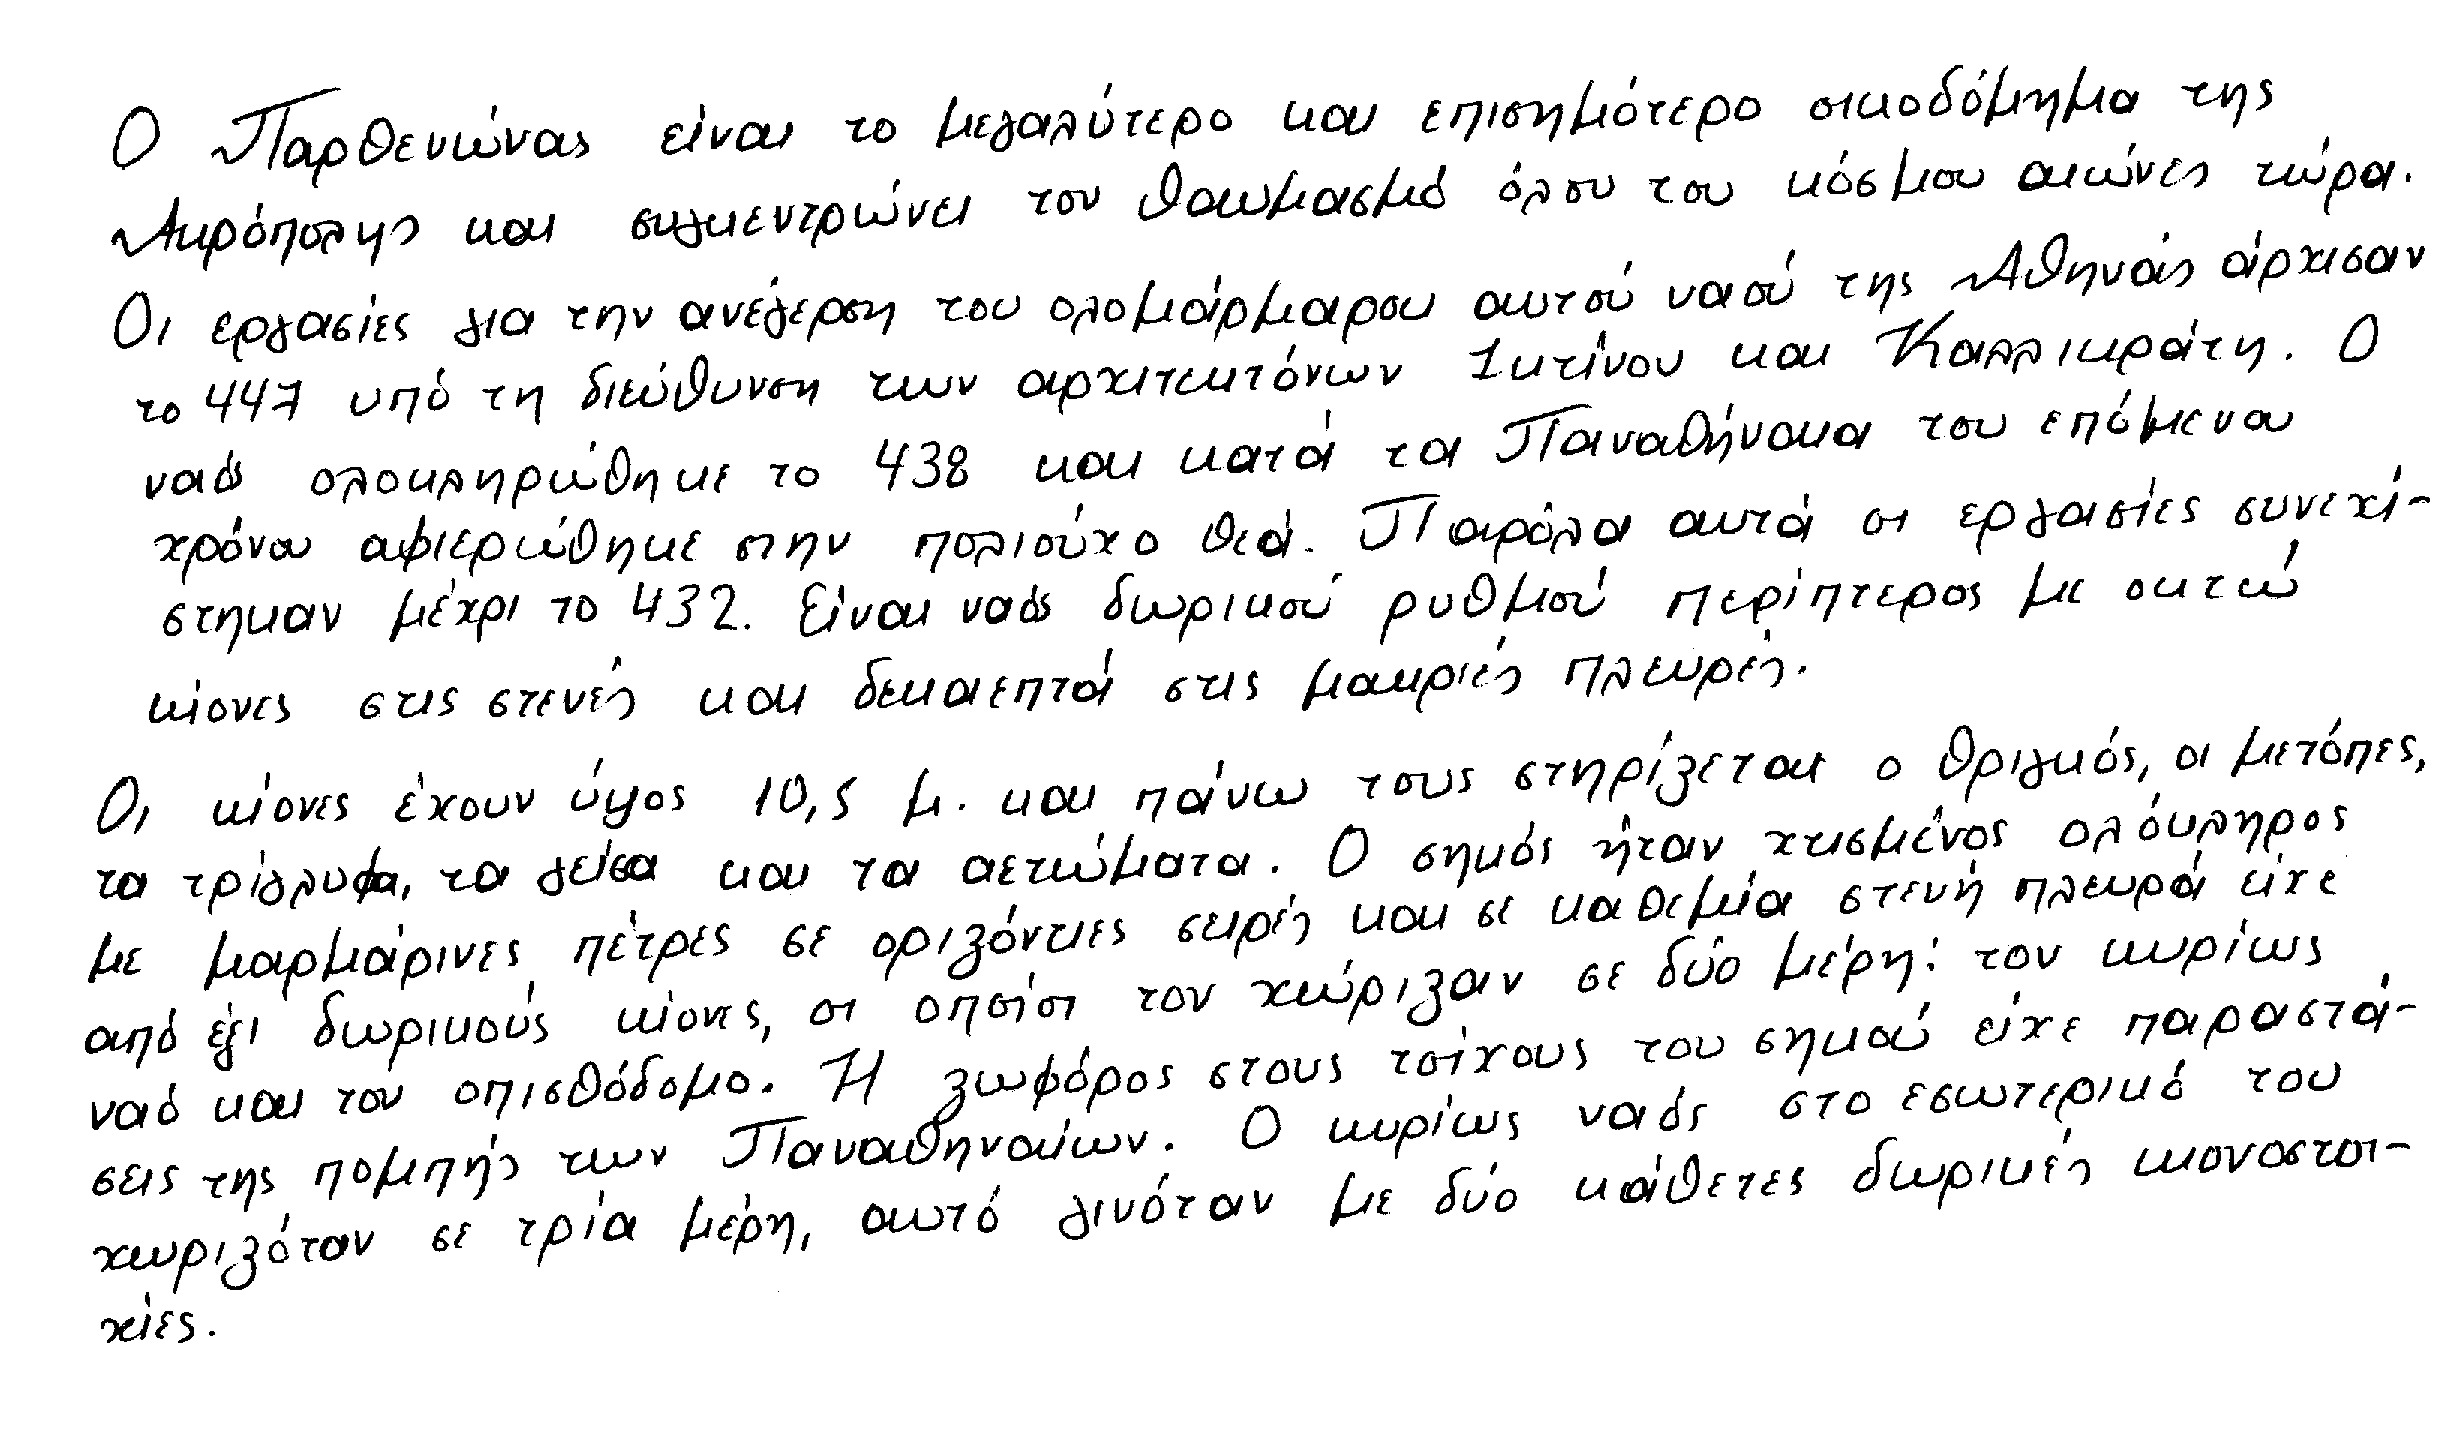 Ο Παρθενώνας είναι το μεγαλύτερο και επισημότερο οικοδόμημα της
Ακρόπολης και συγκεντρώνει τον θαυμασμό όλου του κόσμου αιώνες τώρα.
Οι εργασίες για την ανέγερση του ολομάρμαρου αυτού ναού της Αθηνάς άρχισαν
το 447 υπό τη διεύθυνση των αρχιτεκτόνων Ικτίνου και Καλλικράτη. Ο
ναός ολοκληρώθηκε το 438 και κατά τα Παναθήναια του επόμενου
χρόνου αφιερώθηκε στην πολιούχο θεά. Παρόλα αυτά οι εργασίες συνεχί-
στηκαν μέχρι το 432. Είναι ναός δωρικού ρυθμού περίπτερος με οκτώ
κίονες στις στενές και δεκαεπτά στις μακριές πλευρές.
Οι κίονες έχουν ύψος 10,5 μ. και πάνω τους στηρίζεται ο θριγκός, οι μετόπες,
τα τρίγλυφα, τα γείσα και τα αετώματα. Ο σηκός ήταν χτισμένος ολόκληρος
με μαρμάρινες πέτρες σε οριζόντιες σειρές και σε καθεμία στενή πλευρά είχε
από έξι δωρικούς κίονες, οι οποίοι τον χώριζαν σε δύο μέρη: τον κυρίως
ναό και τον οπισθόδομο. Η ζωφόρος στους τοίχους του σηκού είχε παραστά-
σεις της πομπής των Παναθηναίων. Ο κυρίως ναός στο εσωτερικό του
χωριζόταν σε τρία μέρη, αυτό γινόταν με δύο κάθετες δωρικές κιονοστοι-
χίες.